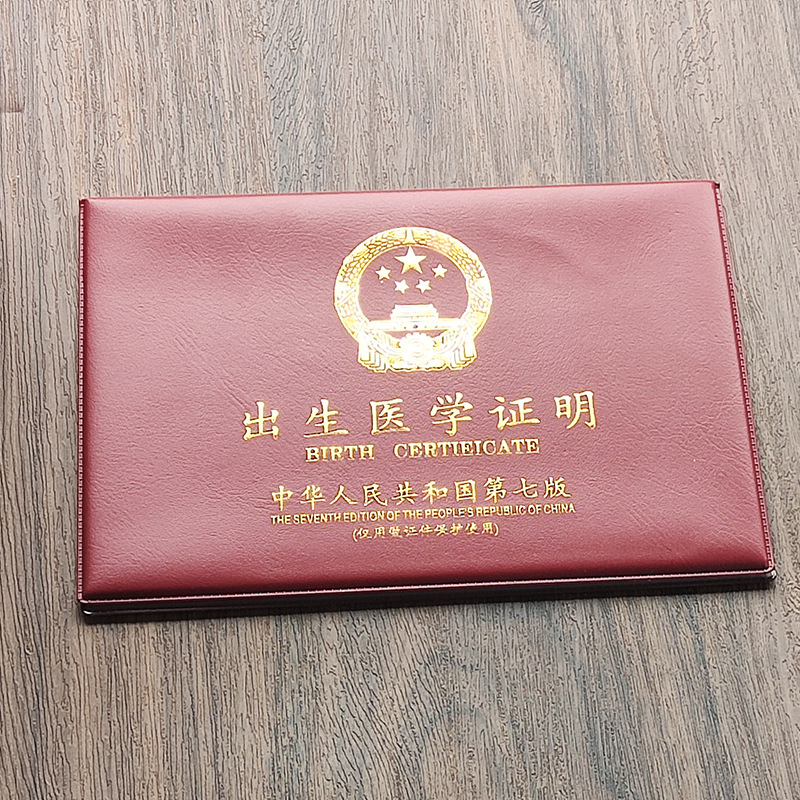 出生医学证明
BIRTH CERTIEICATE
中华人民共和国第七版
THE SEVENTH EDITION OF THE PEOPLE'S REPUBLIC OF CHINA
(仅用做证件保护使用)